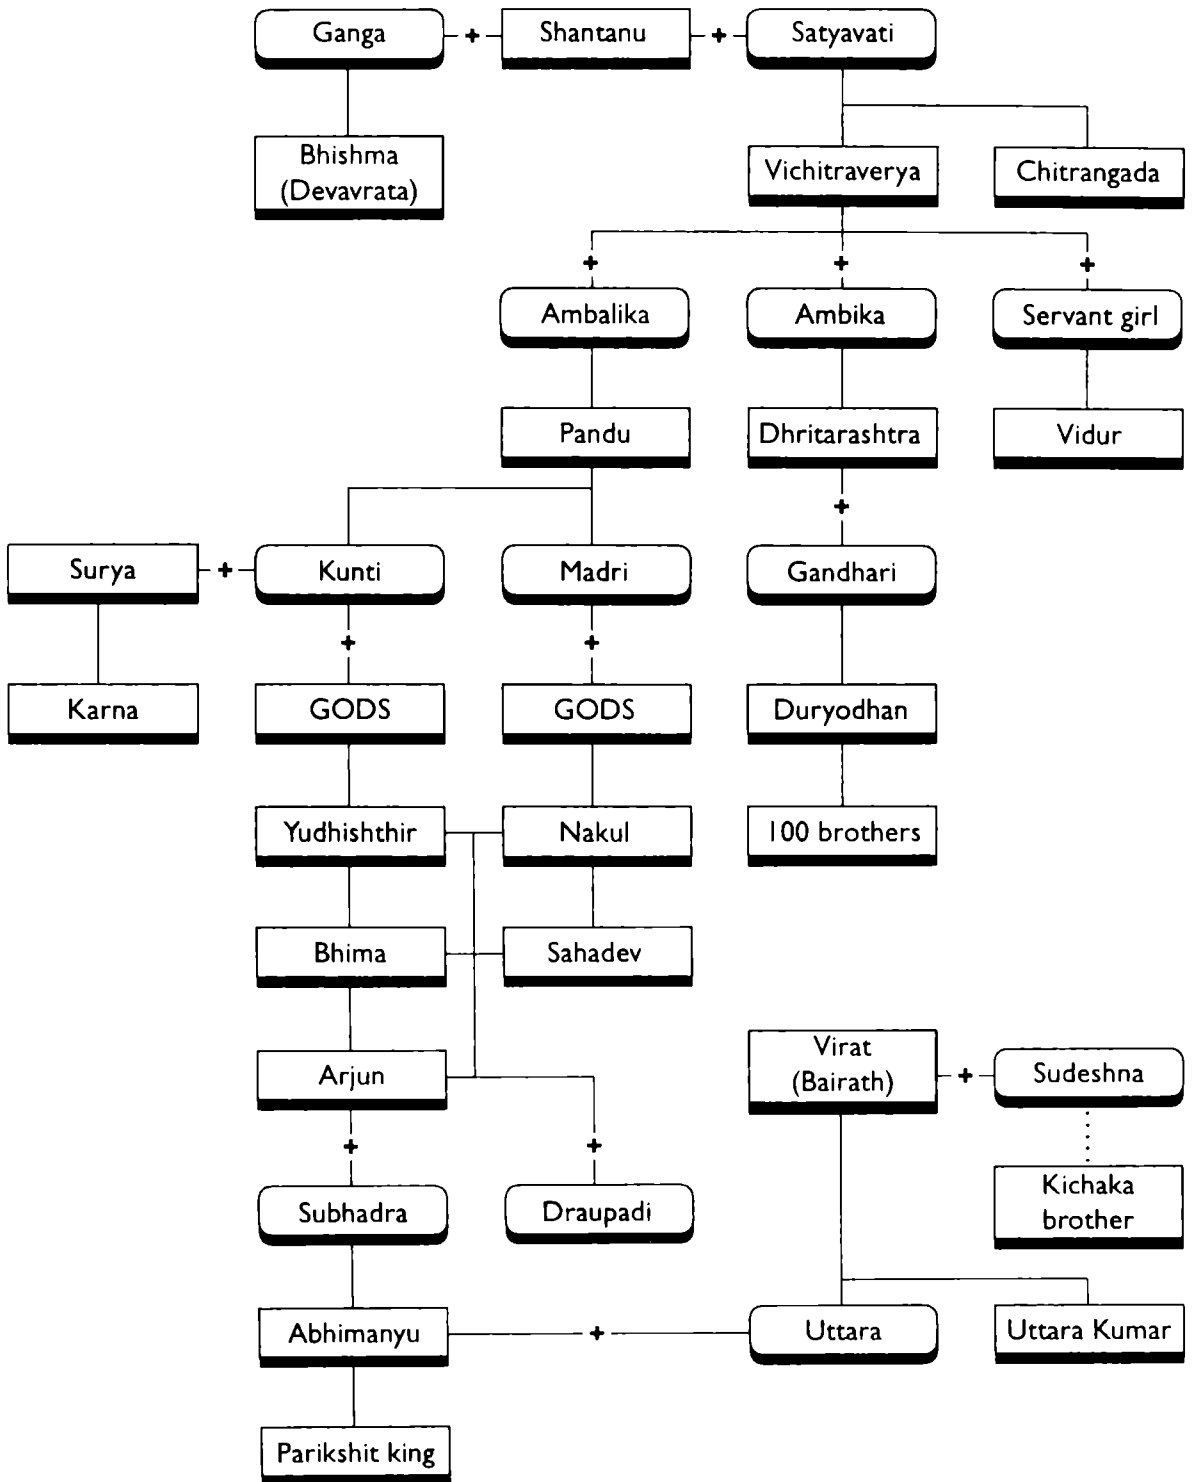 Ganga + Shantanu + Satyavati
Bhishma
(Devavrata)
Vichitraverya
Chitrangada
+ + +
Ambalika Ambika Servant girl
Pandu Dhritarashtra Vidur
+
Surya + Kunti Madri Gandhari
+ +
Karna GODS GODS Duryodhan
Yudhishthir Nakul 100 brothers
Bhima Sahadev
Arjun
Virat
(Bairath)
+ Sudeshna
+ +
Subhadra Draupadi
Kichaka
brother
Abhimanyu + Uttara Uttara Kumar
Parikshit king